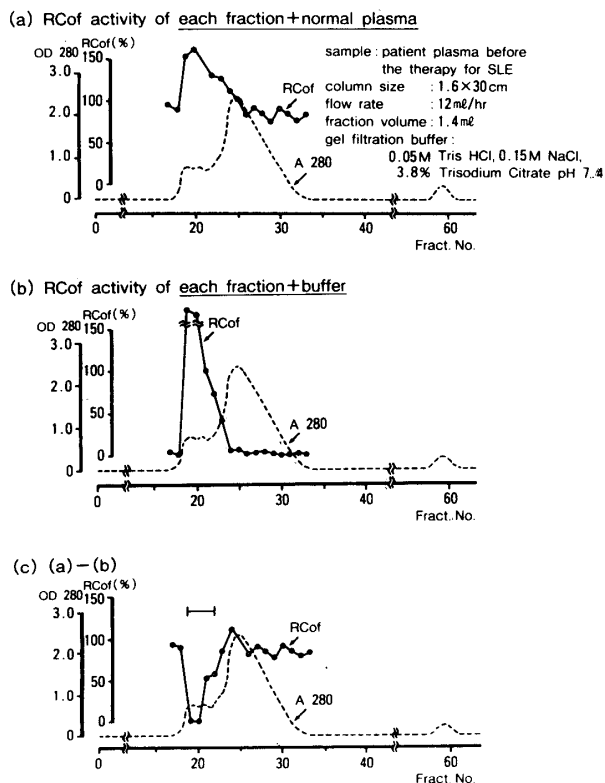 (a) RCof activity of each fraction+normal plasma
OD 280
RCof(%)
sample : patient plasma before
the therapy for SLE
column size : 1.6×30cm
flow rate : 12mℓ/hr
fraction volume : 1.4mℓ
gel filtration buffer :
0.05M Tris HCl, 0.15M NaCl,
3.8% Trisodium Citrate pH 7.4
3.0
2.0
1.0
0
150
100
50
0
RCof
A 280
0 20 30 40 60
Fract. No.
(b) RCof activity of each fraction+buffer
OD 280
RCof(%)
3.0
2.0
1.0
0
150
100
50
0
RCof
A 280
0 20 30 40 60
Fract. No.
(c) (a)-(b)
OD 280
RCof(%)
3.0
2.0
1.0
0
150
100
50
0
RCof
A 280
0 20 30 40 60
Fract. No.